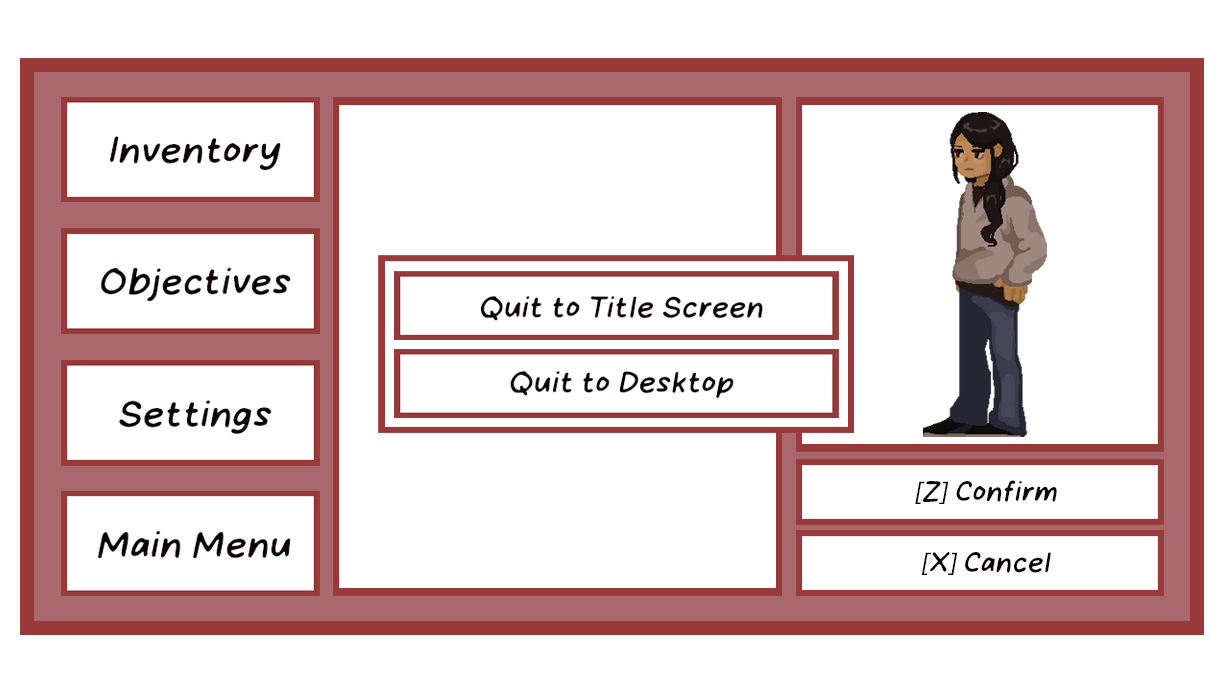 Inventory
Objectives
Settings
Main Menu
Quit to Title Screen
Quit to Desktop
[Z] Confirm
[X] Cancel